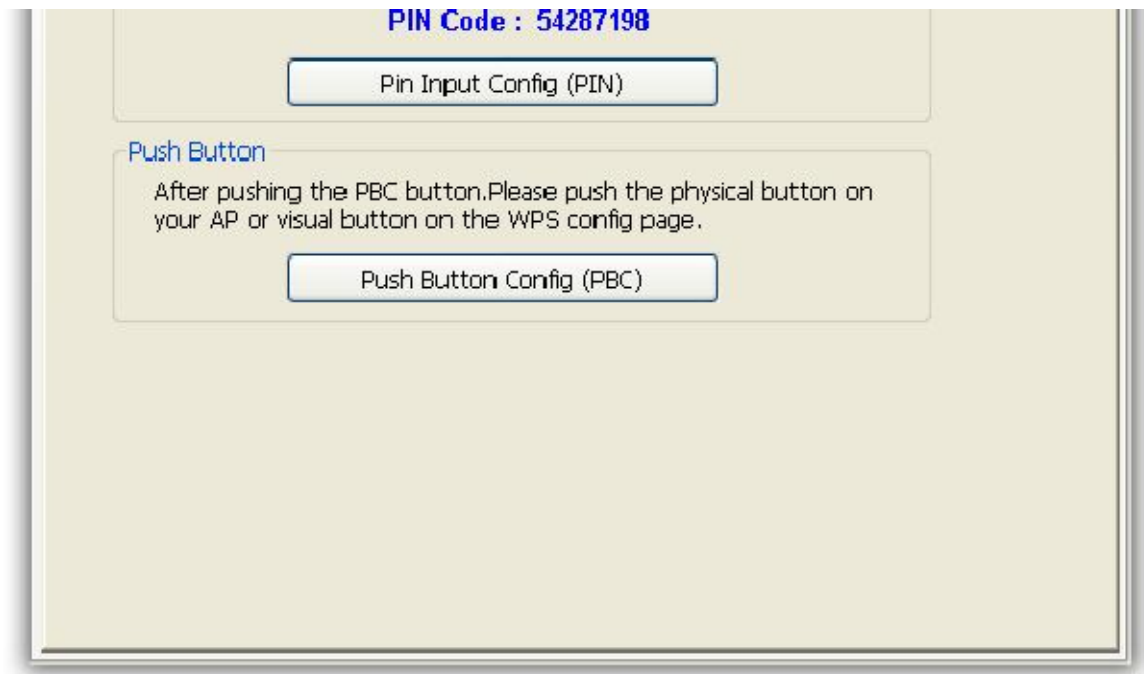 PIN Code : 54287198
Pin Input Config (PIN)
Push Button
After pushing the PBC button.Please push the physical button on
your AP or visual button on the WPS config page.
Push Button Config (PBC)